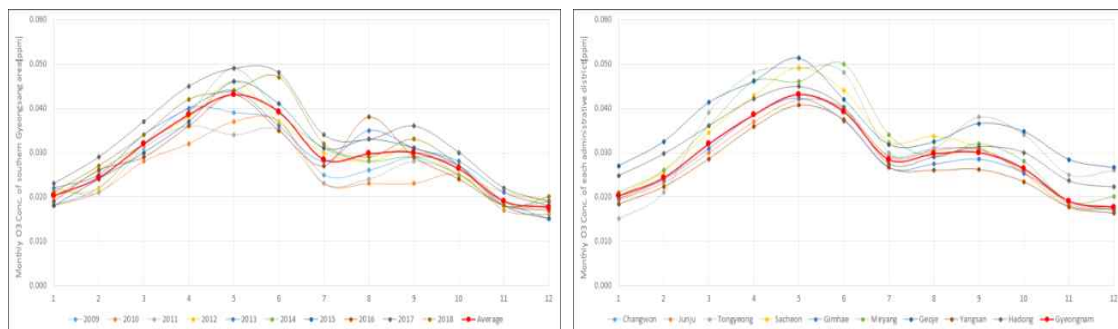 Monthly O3 Conc. of southern Gyeongsang area[ppm]
0.060
0.050
0.040
0.030
0.020
0.010
0.000
1 2 3 4 5 6 7 8 9 10 11 12
2009 2010 2011 2012 2013 2014 2015 2016 2017 2018 Average
Monthly O3 Conc. of each administrative district[ppm]
0.060
0.050
0.040
0.030
0.020
0.010
0.000
1 2 3 4 5 6 7 8 9 10 11 12
Changwon Junju Tongyeong Sacheon Gimhae Miryang Geoje Yangsan Hadong Gyeongnam